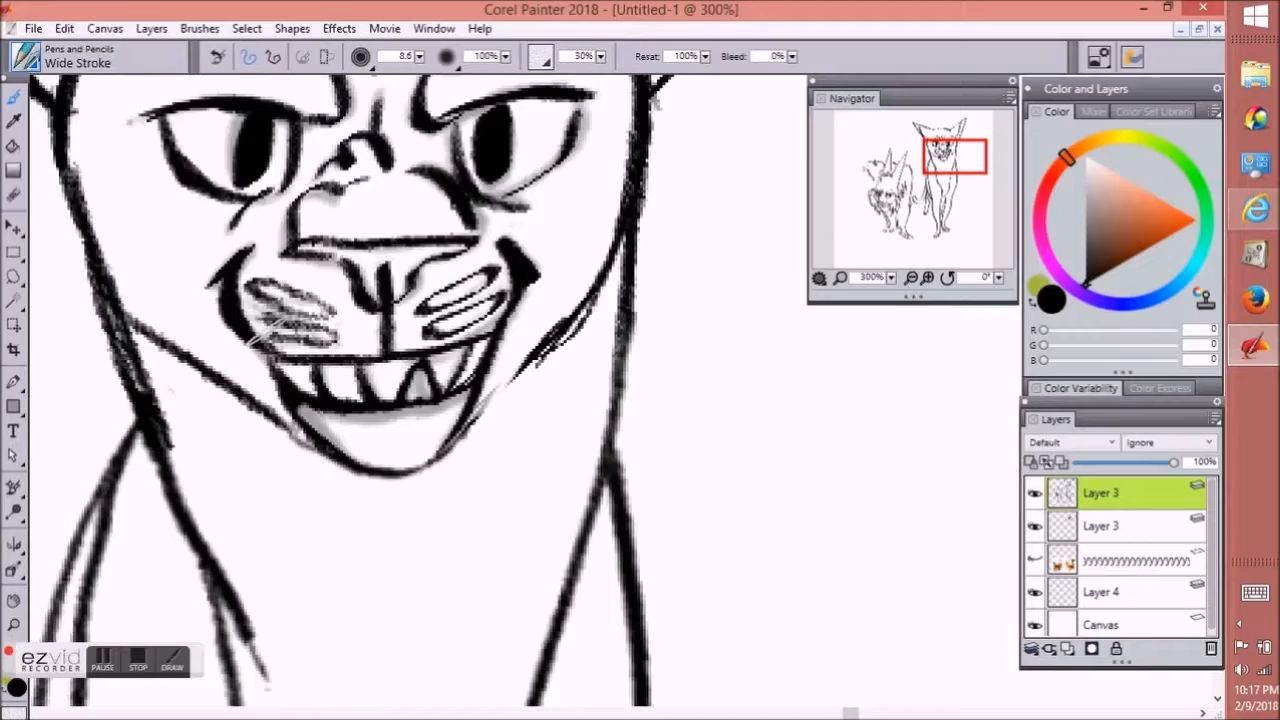 Corel Painter 2018 - [Untitled-1 @ 300%]
File Edit Canvas Layers Brushes Select Shapes Effects Movie Window Help
Pens and Pencils
Wide Stroke
8.6 100% 30% Resat: 100% Bleed: 0%
Navigator
300% 0°
Color and Layers
Color Mixer Color Set Librari
R 0
G 0
B 0
Color Variability Color Express
Layers
Default Ignore
100%
Layer 3
Layer 3
yyyyyyyyyyyyyyyyyyy
Layer 4
Canvas
ezvid
RECORDER
PAUSE STOP DRAW
10:17 PM
2/9/2018